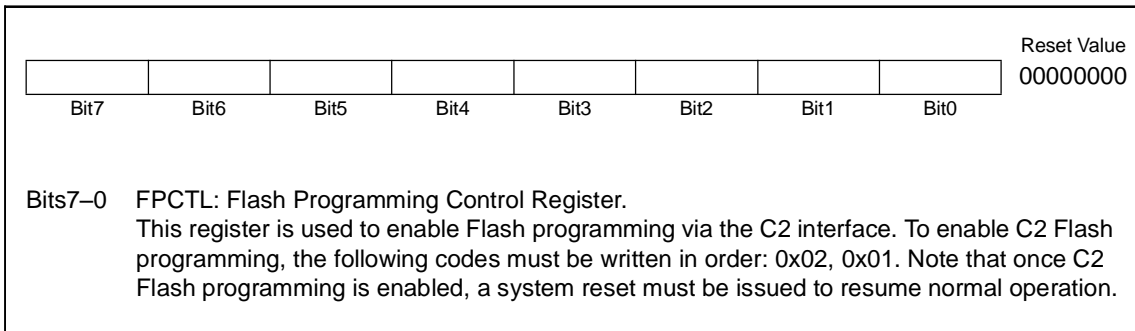 Reset Value
00000000
Bit7 Bit6 Bit5 Bit4 Bit3 Bit2 Bit1 Bit0
Bits7–0 FPCTL: Flash Programming Control Register.
This register is used to enable Flash programming via the C2 interface. To enable C2 Flash
programming, the following codes must be written in order: 0x02, 0x01. Note that once C2
Flash programming is enabled, a system reset must be issued to resume normal operation.